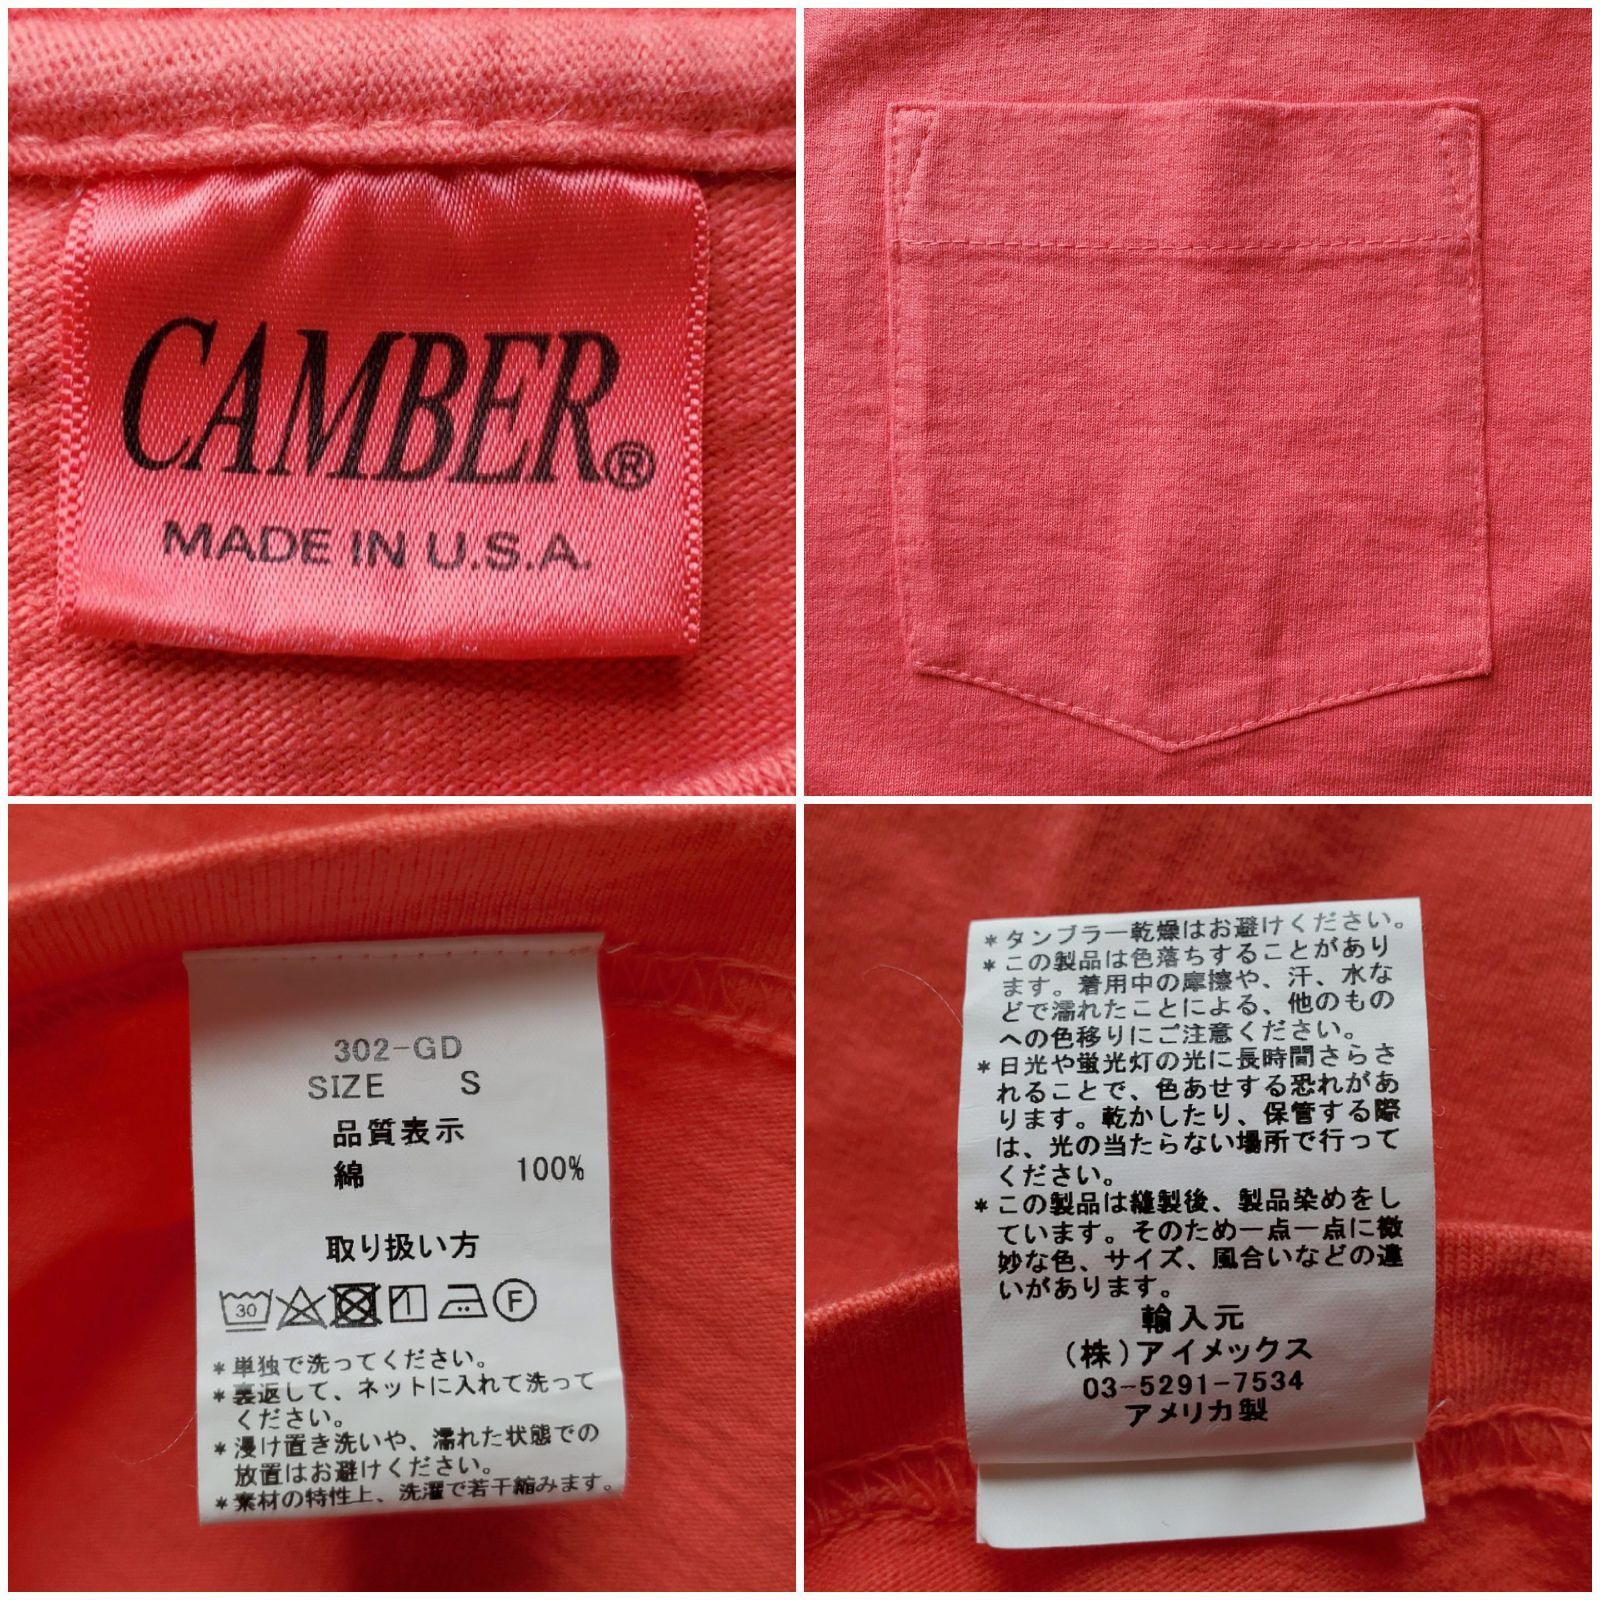 CAMBER®
MADE IN U.S.A.
302-GD
SIZE S
品質表示
綿 100%
取り扱い方
30
F
*単独で洗ってください。
*裏返して、ネットに入れて洗って
ください。
*浸け置き洗いや、濡れた状態での
放置はお避けください。
*素材の特性上、洗濯で若干縮みます。
*タンブラー乾燥はお避けください。
*この製品は色落ちすることがあり
ます。着用中の摩擦や、汗、水な
どで濡れたことによる、他のもの
への色移りにご注意ください。
*日光や蛍光灯の光に長時間さらさ
れることで、色あせする恐れがあ
ります。乾かしたり、保管する際
は、光の当たらない場所で行って
ください。
*この製品は縫製後、製品染めをし
ています。そのため一点一点に微
妙な色、サイズ、風合いなどの違
いがあります。
輸入元
(株)アイメックス
03-5291-7534
アメリカ製